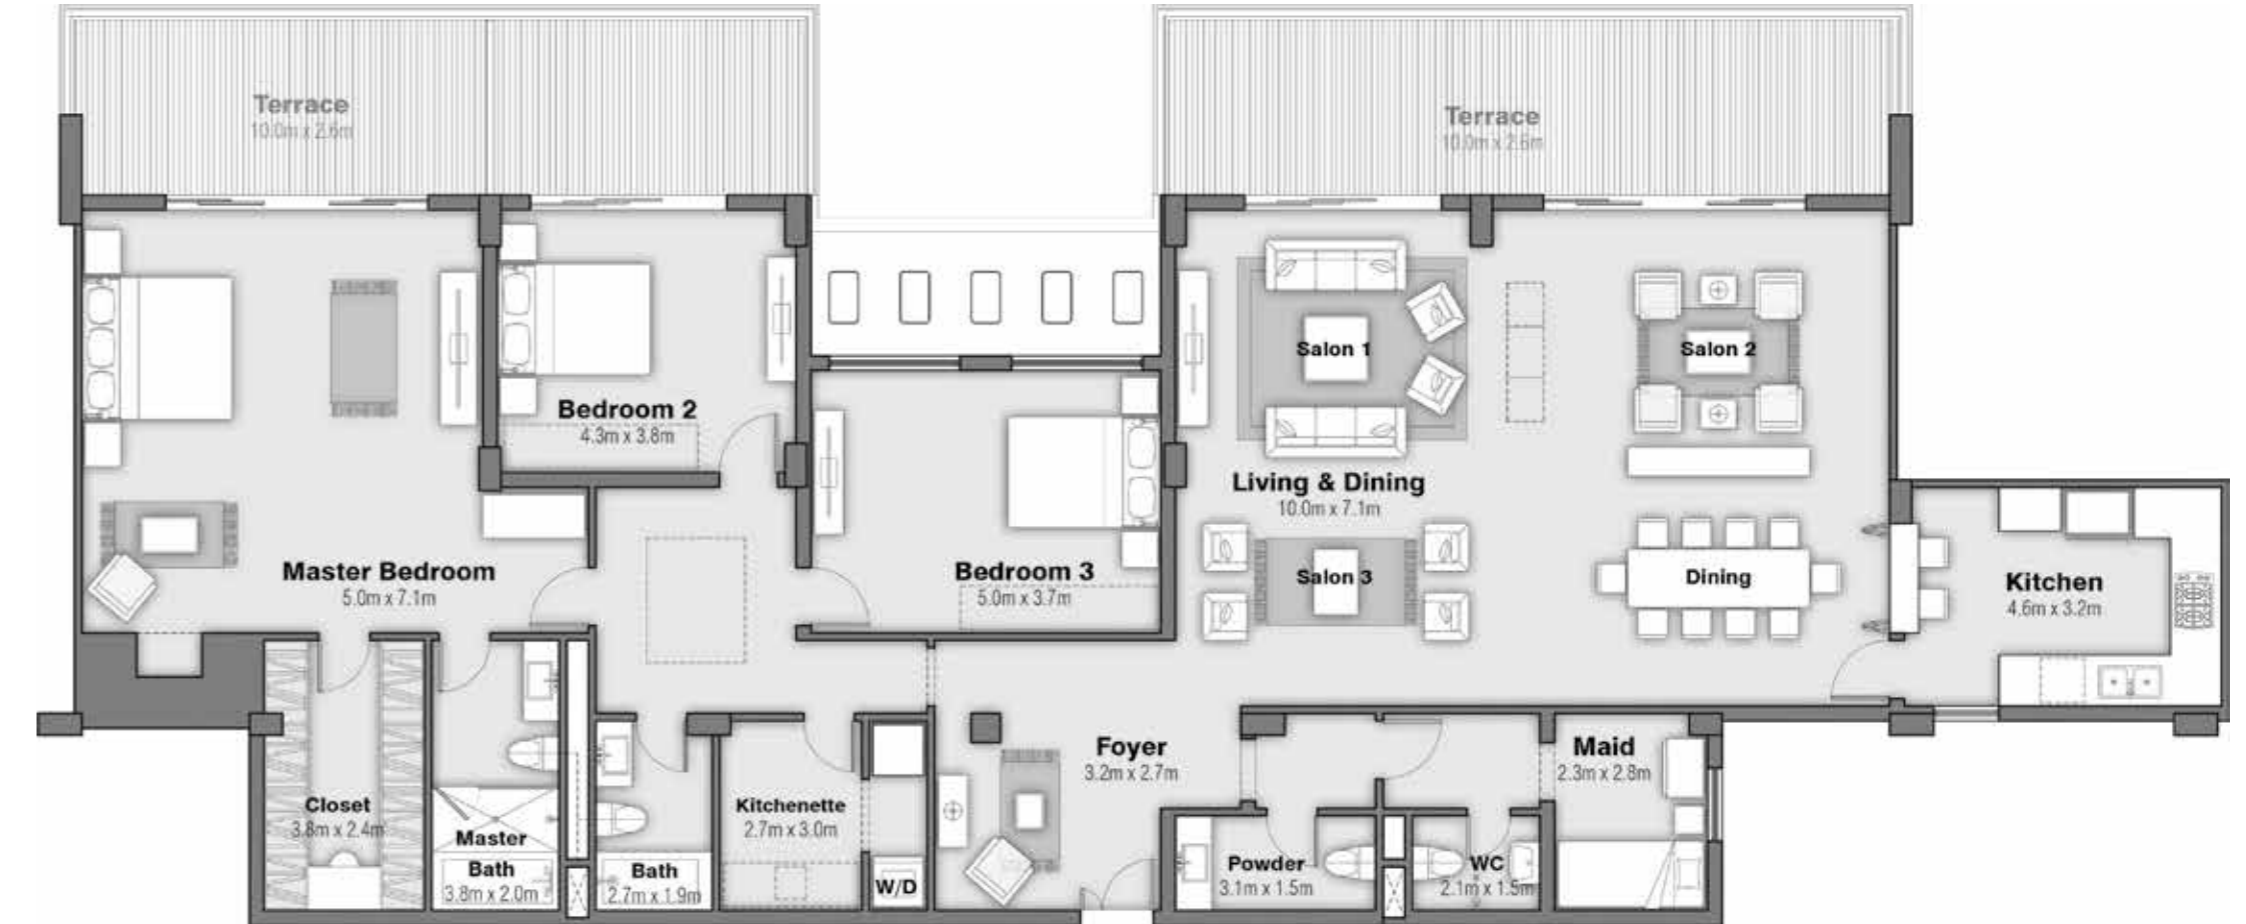 Terrace
10.0m x 2.6m
Terrace
10.0m x 2.6m
Salon 1
Salon 2
Bedroom 2
4.3m x 3.8m
Living & Dining
10.0m x 7.1m
Master Bedroom
5.0m x 7.1m
Bedroom 3
5.0m x 3.7m
Salon 3
Dining
Kitchen
4.6m x 3.2m
Foyer
3.2m x 2.7m
Maid
2.3m x 2.8m
Closet
3.8m x 2.4m
Master
Bath
3.8m x 2.0m
Bath
2.7m x 1.9m
Kitchenette
2.7m x 3.0m
W/D
Powder
3.1m x 1.5m
WC
2.1m x 1.5m